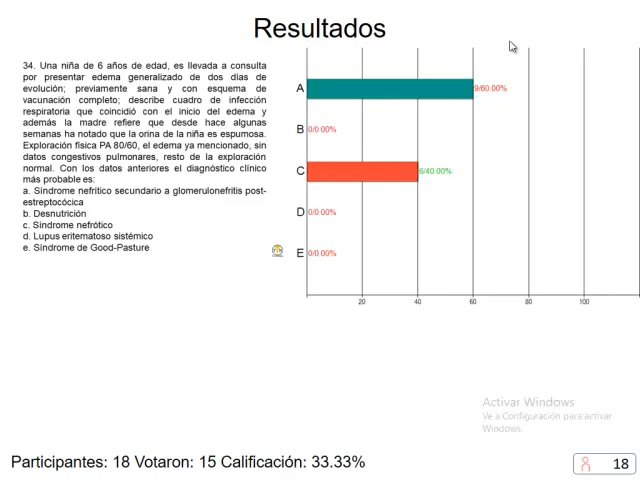 Resultados
34. Una niña de 6 años de edad, es llevada a consulta
por presentar edema generalizado de dos días de
evolución; previamente sana y con esquema de
vacunación completo; describe cuadro de infección
respiratoria que coincidió con el inicio del edema y
además la madre refiere que desde hace algunas
semanas ha notado que la orina de la niña es espumosa.
Exploración física PA 80/60, el edema ya mencionado, sin
datos congestivos pulmonares, resto de la exploración
normal. Con los datos anteriores el diagnóstico clínico
más probable es:
a. Síndrome nefrítico secundario a glomerulonefritis post-
estreptocócica
b. Desnutrición
c. Síndrome nefrótico
d. Lupus eritematoso sistémico
e. Síndrome de Good-Pasture
A 9/60.00%
B 0/0.00%
C 6/40.00%
D 0/0.00%
E 0/0.00%
20 40 60 80 100
Activar Windows
Ve a Configuración para activar
Windows.
Participantes: 18 Votaron: 15 Calificación: 33.33%
18